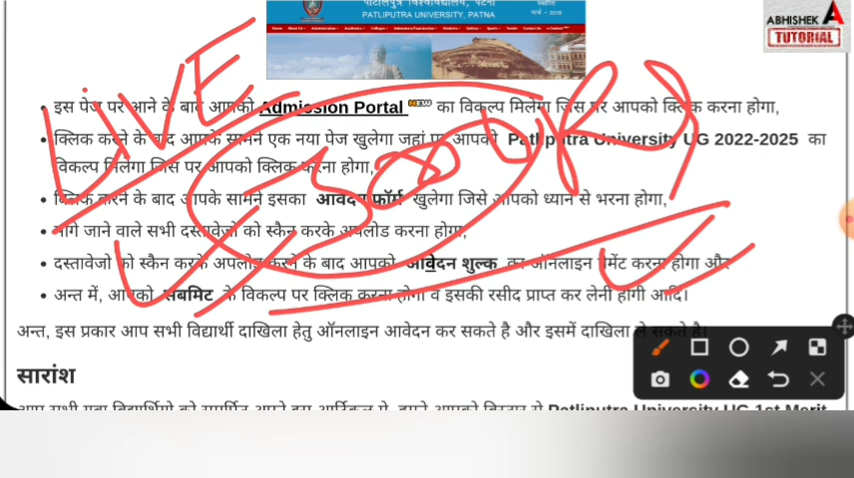 पाटलिपुत्र विश्वविद्यालय, पटना
PATLIPUTRA UNIVERSITY, PATNA
ABHISHEK A
TUTORIAL
• इस पेज पर आने के बाद आपको Admission Portal NEW का विकल्प मिलेगा जिस पर आपको क्लिक करना होगा,
• क्लिक करने के बाद आपके सामने एक नया पेज खुलेगा जहां पर आपको Patliputra University UG 2022-2025 का
विकल्प मिलेगा जिस पर आपको क्लिक करना होगा,
• क्लिक करने के बाद आपके सामने इसका आवेदन फॉर्म खुलेगा जिसे आपको ध्यान से भरना होगा,
• मांगे जाने वाले सभी दस्तावेजो को स्कैन करके अपलोड करना होगा,
• दस्तावेजो को स्कैन करके अपलोड करने के बाद आपको आवेदन शुल्क का ऑनलाइन पेमेंट करना होगा और
• अन्त में, आपको सबमिट के विकल्प पर क्लिक करना होगा व इसकी रसीद प्राप्त कर लेनी होगी आदि।
अन्त, इस प्रकार आप सभी विद्यार्थी दाखिला हेतु ऑनलाइन आवेदन कर सकते है और इसमें दाखिला ले सकते है।
सारांश
LIVE